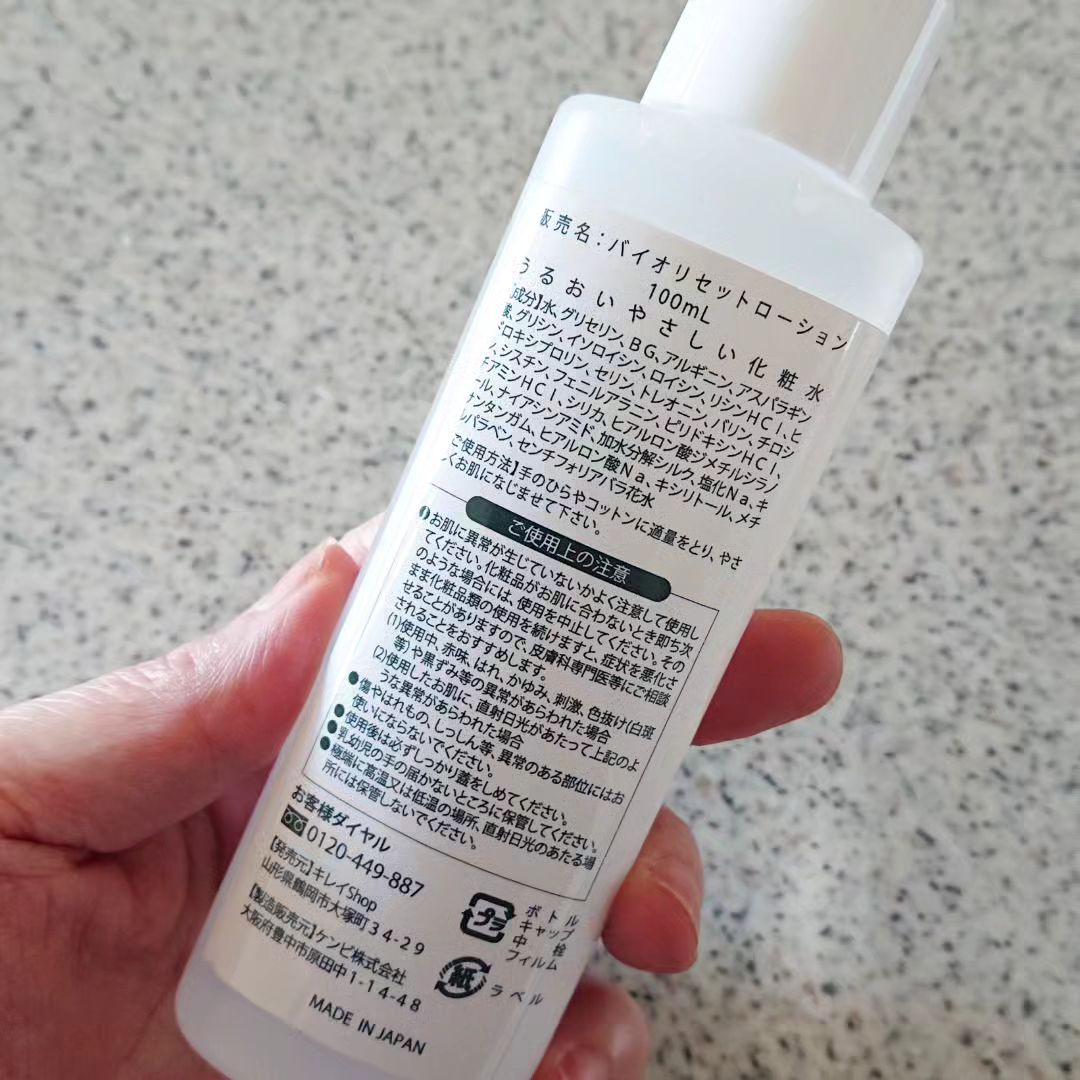 販売名：バイオリセットローション
100mL
うるおいやさしい化粧水
【成分】水、グリセリン、BG、アルギニン、アスパラギン
酸、グリシン、イソロイシン、ロイシン、リシンHCl、ヒ
ドロキシプロリン、セリン、トレオニン、バリン、チロシ
ン、シスチン、フェニルアラニン、ピリドキシンHCl、
チアミンHCl、シリカ、ヒアルロン酸ジメチルシラノ
ール、ナイアシンアミド、加水分解シルク、塩化Na、キ
サンタンガム、ヒアルロン酸Na、キシリトール、メチ
ルパラベン、センチフォリアバラ花水
【ご使用方法】手のひらやコットンに適量をとり、やさ
しくお肌になじませて下さい。
ご使用上の注意
お肌に異常が生じていないかよく注意して使用し
てください。化粧品がお肌に合わないとき即ち次
のような場合には、使用を中止してください。その
まま化粧品類の使用を続けますと、症状を悪化さ
せることがありますので、皮膚科専門医等にご相談
されることをおすすめします。
(1)使用中、赤味、はれ、かゆみ、刺激、色抜け(白斑
等)や黒ずみ等の異常があらわれた場合
(2)使用したお肌に、直射日光があたって上記のよ
うな異常があらわれた場合
●傷やはれもの、しっしん等、異常のある部位にはお
使いにならないでください。
●使用後は必ずしっかり蓋をしめてください。
●乳幼児の手の届かないところに保管してください。
●極端に高温又は低温の場所、直射日光のあたる場
所には保管しないでください。
お客様ダイヤル
0120-449-887
【発売元】キレイShop
山形県鶴岡市大塚町34-29
【製造販売元】ケンビ株式会社
大阪府豊中市原田中1-14-48
MADE IN JAPAN
プラ
ボトル
キャップ
中栓
フィルム
紙
ラベル